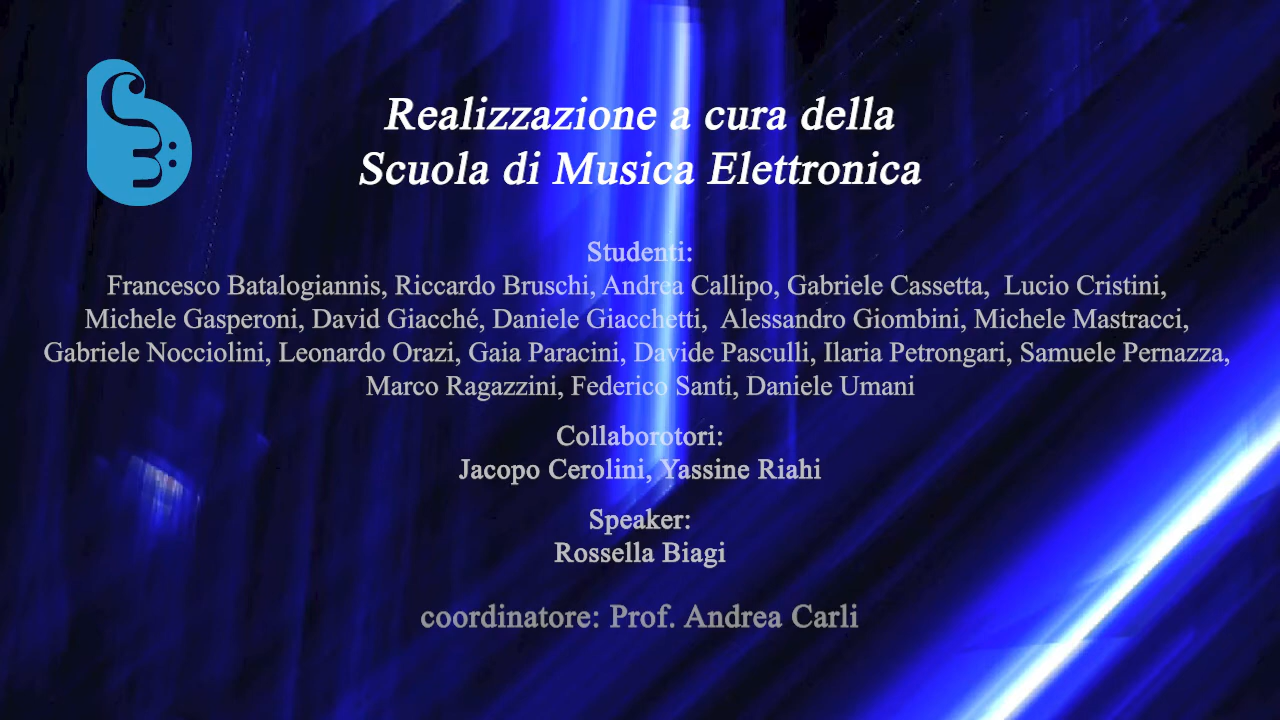 Realizzazione a cura della
Scuola di Musica Elettronica
Studenti:
Francesco Batalogiannis, Riccardo Bruschi, Andrea Callipo, Gabriele Cassetta, Lucio Cristini,
Michele Gasperoni, David Giacché, Daniele Giacchetti, Alessandro Giombini, Michele Mastracci,
Gabriele Nocciolini, Leonardo Orazi, Gaia Paracini, Davide Pasculli, Ilaria Petrongari, Samuele Pernazza,
Marco Ragazzini, Federico Santi, Daniele Umani
Collaborotori:
Jacopo Cerolini, Yassine Riahi
Speaker:
Rossella Biagi
coordinatore: Prof. Andrea Carli